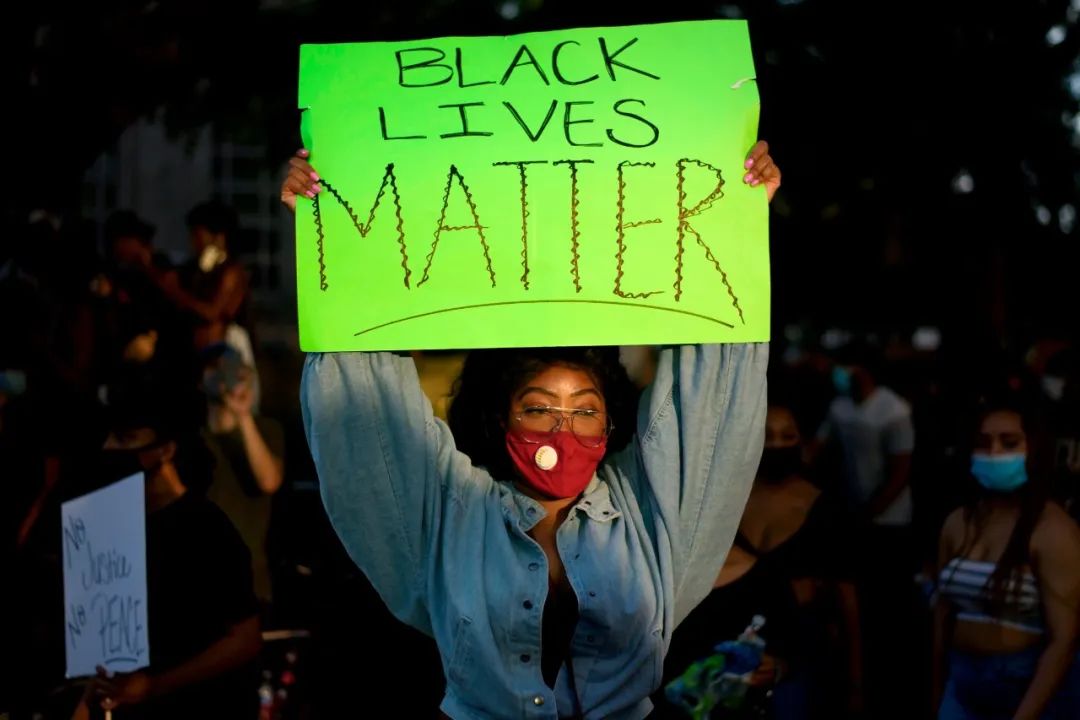 BLACK
LIVES
MATTER
No
Justice
No PEACE